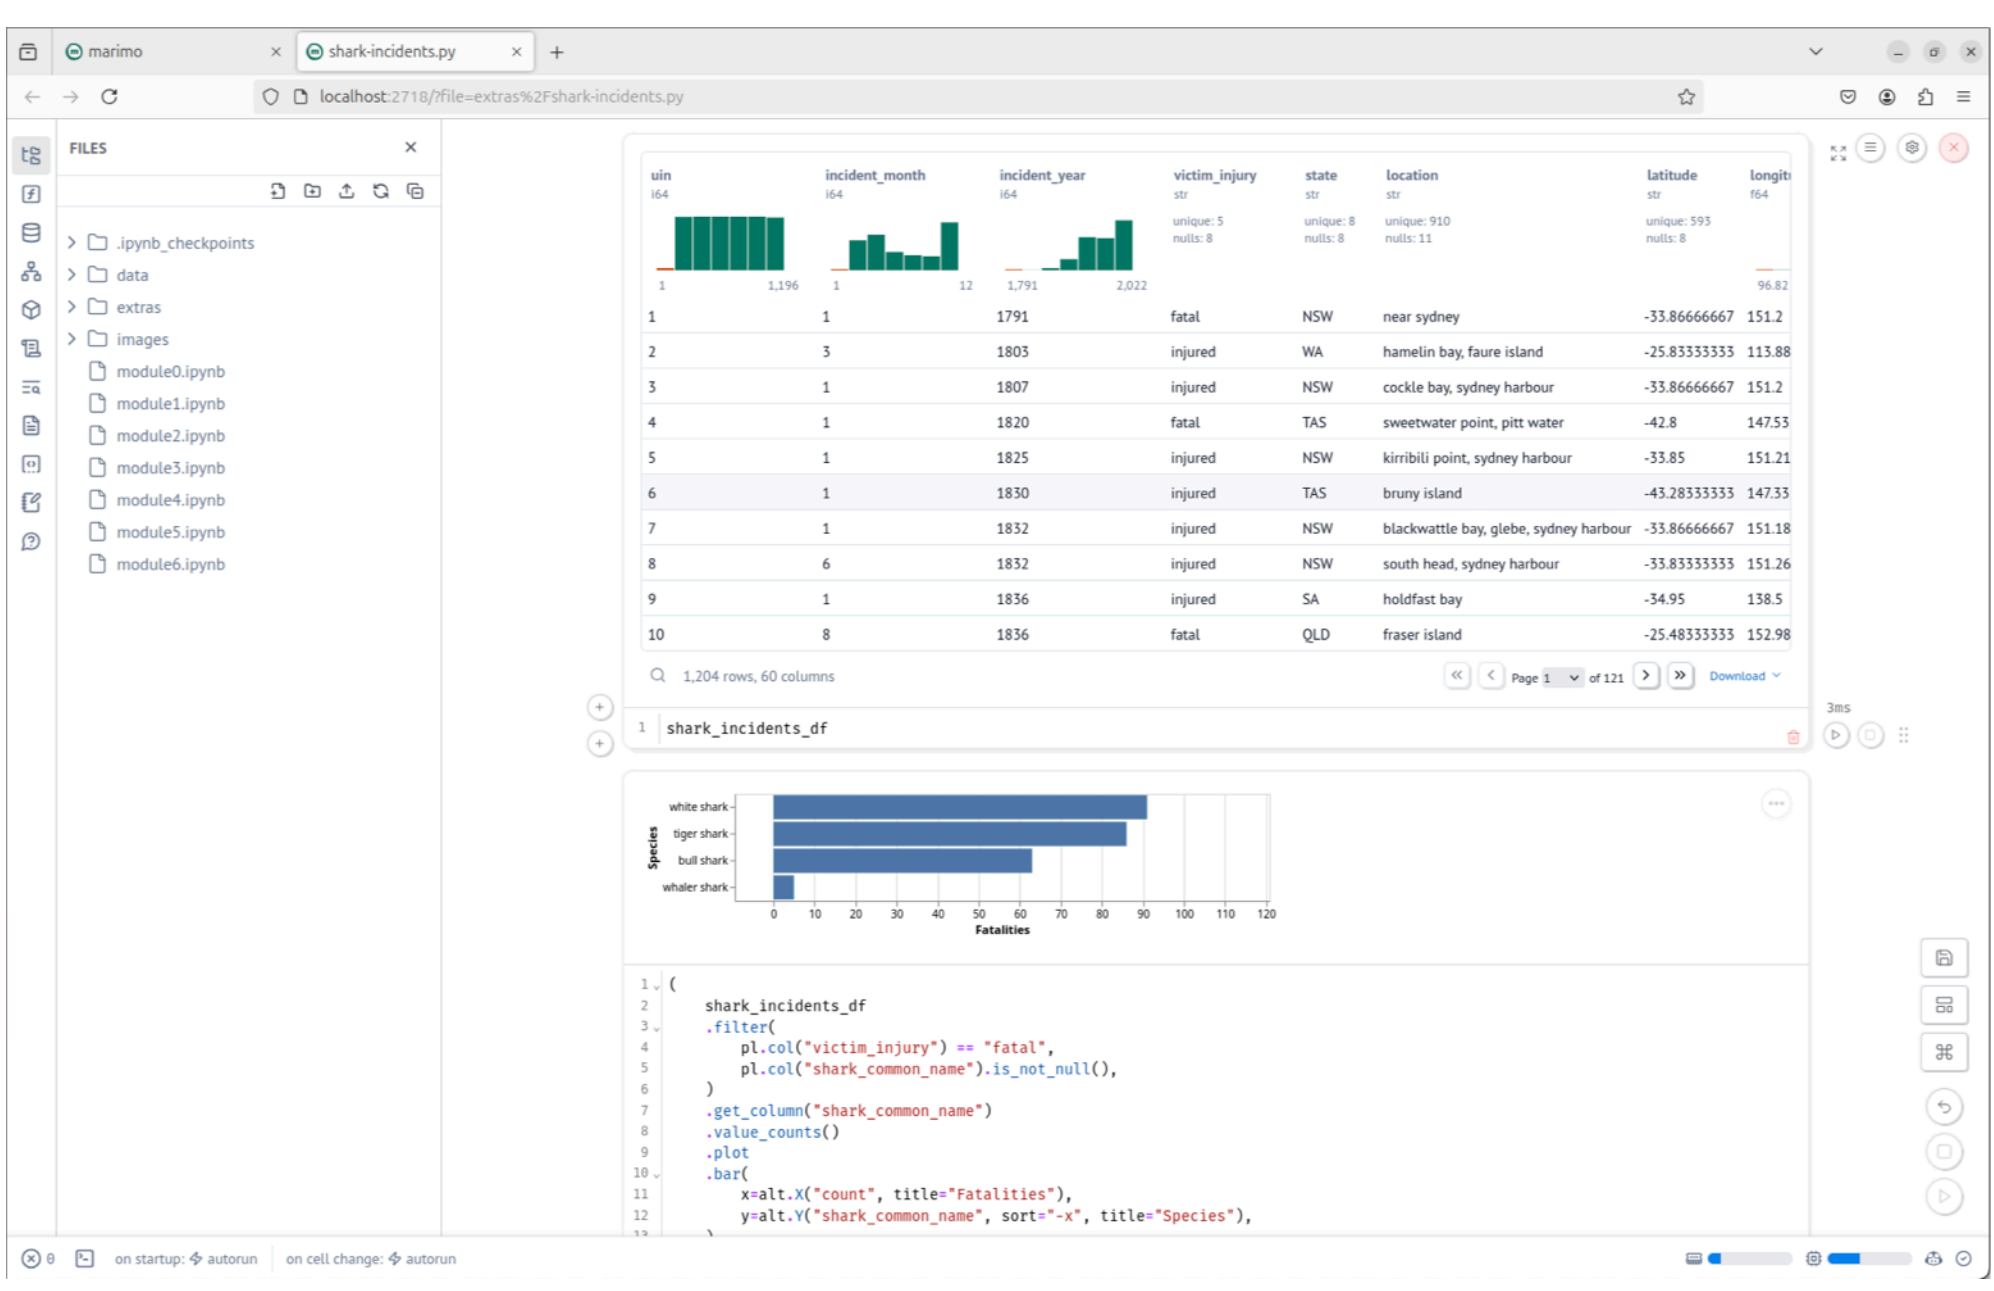 marimo
shark-incidents.py
localhost:2718/?file=extras%2Fshark-incidents.py
FILES
.ipynb_checkpoints
data
extras
images
module0.ipynb
module1.ipynb
module2.ipynb
module3.ipynb
module4.ipynb
module5.ipynb
module6.ipynb
uin incident_month incident_year victim_injury state location latitude longitu
i64 i64 i64 str str str str f64
unique: 5 unique: 8 unique: 910 unique: 593
nulls: 8 nulls: 8 nulls: 11 nulls: 8
1 1,196 1 12 1,791 2,022 96.82
1 1 1791 fatal NSW near sydney -33.86666667 151.2
2 3 1803 injured WA hamelin bay, faure island -25.83333333 113.88
3 1 1807 injured NSW cockle bay, sydney harbour -33.86666667 151.2
4 1 1820 fatal TAS sweetwater point, pitt water -42.8 147.53
5 1 1825 injured NSW kirribili point, sydney harbour -33.85 151.21
6 1 1830 injured TAS bruny island -43.28333333 147.33
7 1 1832 injured NSW blackwattle bay, glebe, sydney harbour -33.86666667 151.18
8 6 1832 injured NSW south head, sydney harbour -33.83333333 151.26
9 1 1836 injured SA holdfast bay -34.95 138.5
10 8 1836 fatal QLD fraser island -25.48333333 152.98
1,204 rows, 60 columns
Page 1 of 121
Download
3ms
1 shark_incidents_df
Species
white shark
tiger shark
bull shark
whaler shark
0 10 20 30 40 50 60 70 80 90 100 110 120
Fatalities
1 (
2 shark_incidents_df
3 .filter(
4 pl.col("victim_injury") == "fatal",
5 pl.col("shark_common_name").is_not_null(),
6 )
7 .get_column("shark_common_name")
8 .value_counts()
9 .plot
10 .bar(
11 x=alt.X("count", title="Fatalities"),
12 y=alt.Y("shark_common_name", sort="-x", title="Species"),
13 )
0
on startup: autorun
on cell change: autorun